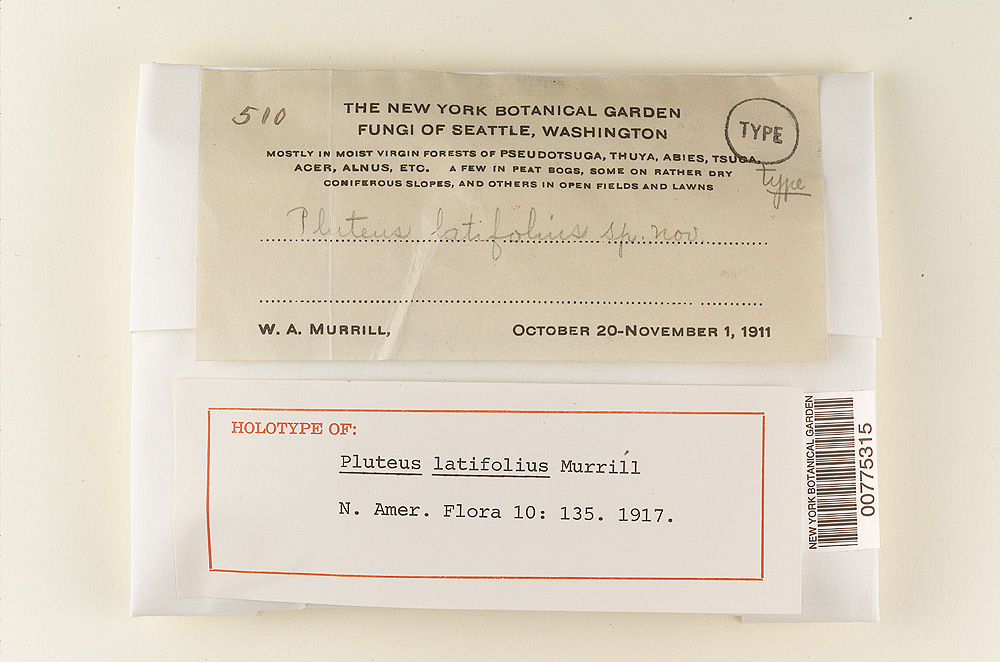 510
THE NEW YORK BOTANICAL GARDEN
FUNGI OF SEATTLE, WASHINGTON
TYPE
MOSTLY IN MOIST VIRGIN FORESTS OF PSEUDOTSUGA, THUYA, ABIES, TSUGA,
ACER, ALNUS, ETC. A FEW IN PEAT BOGS, SOME ON RATHER DRY
CONIFEROUS SLOPES, AND OTHERS IN OPEN FIELDS AND LAWNS
type
Pluteus latifolius sp. nov
W. A. MURRILL, OCTOBER 20-NOVEMBER 1, 1911
HOLOTYPE OF:
Pluteus latifolius Murrill
N. Amer. Flora 10: 135. 1917.
NEW YORK BOTANICAL GARDEN
00775315